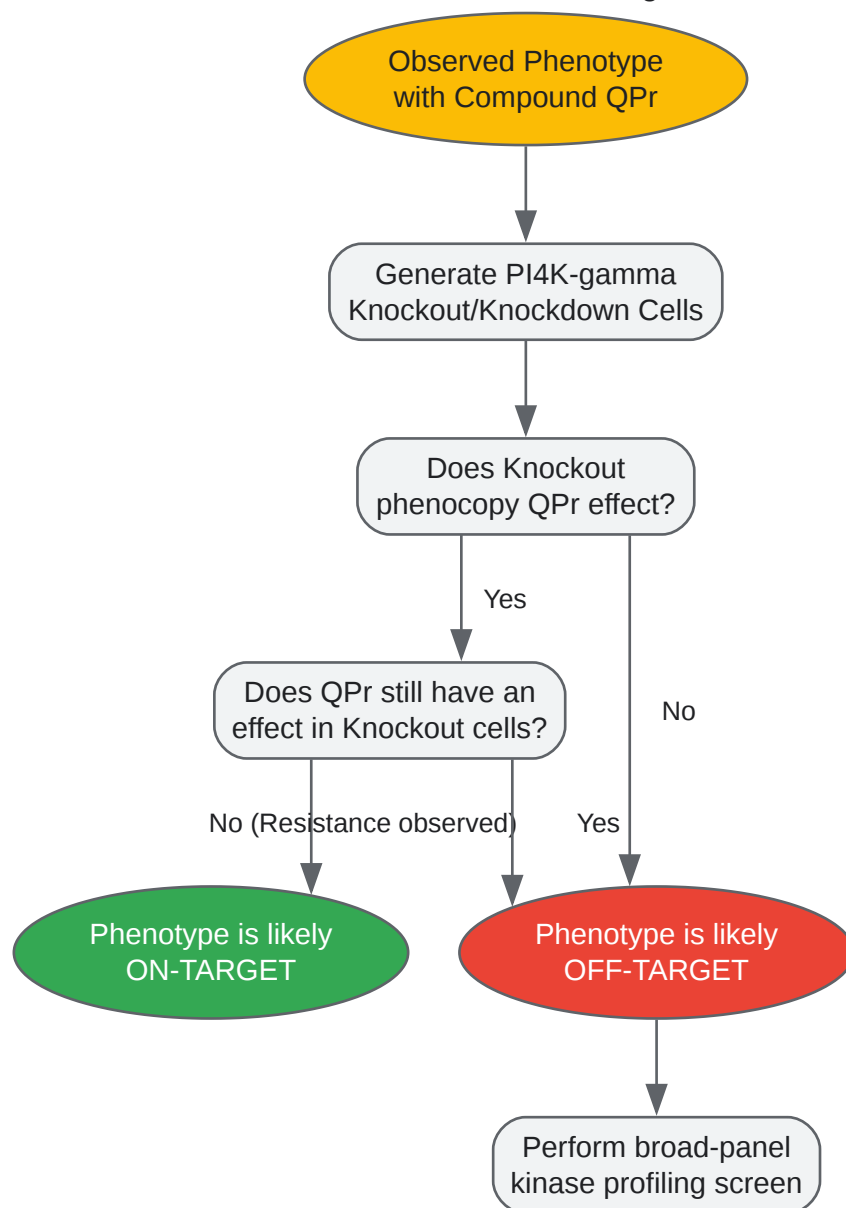 Observed Phenotype
with Compound QPr
Generate PI4K-gamma
Knockout/Knockdown Cells
Does Knockout
phenocopy QPr effect?
Yes
Does QPr still have an
effect in Knockout cells?
No
No (Resistance observed)
Yes
Phenotype is likely
ON-TARGET
Phenotype is likely
OFF-TARGET
Perform broad-panel
kinase profiling screen